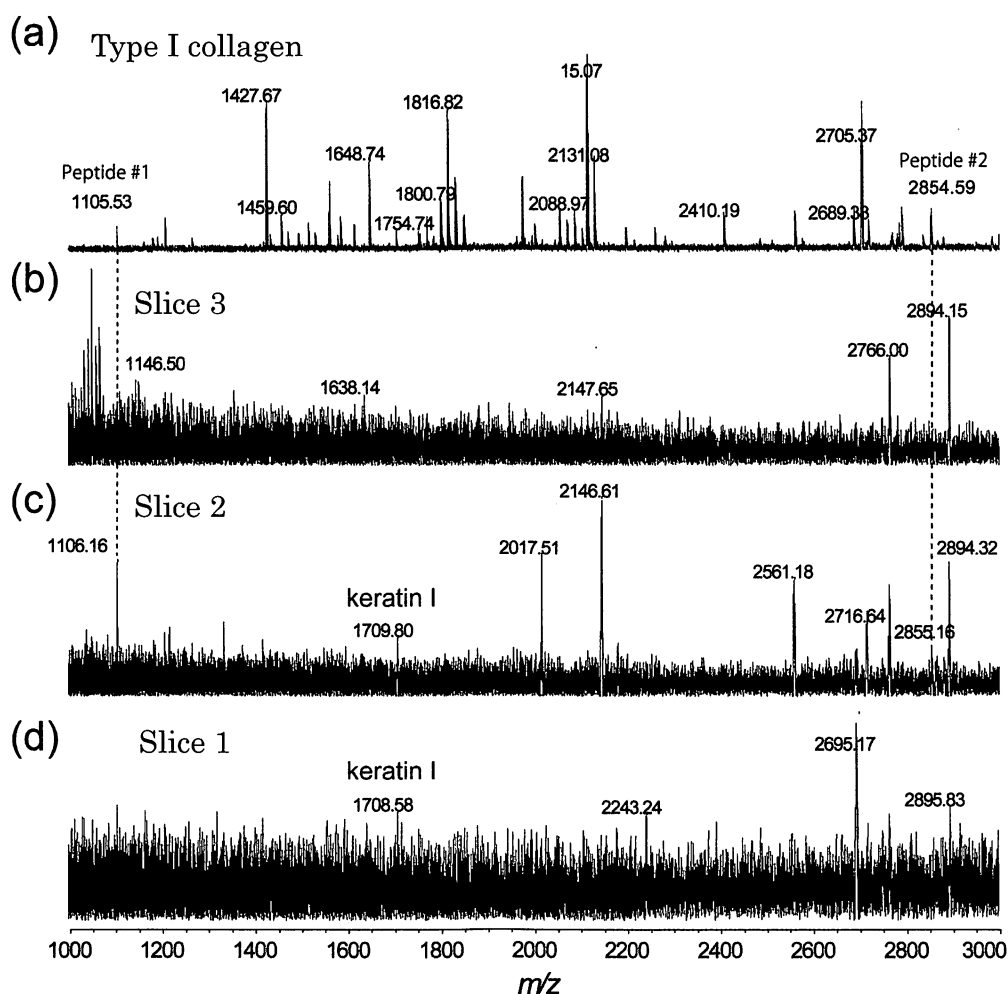 (a)
Type I collagen
15.07
1427.67
1816.82
2705.37
1648.74
2131.08
Peptide #1
Peptide #2
1105.53
1800.79
2854.59
1459.60
2088.97
2410.19
2689.33
1754.74
(b)
Slice 3
2894.15
1146.50
2766.00
1638.14
2147.65
(c)
Slice 2
2146.61
1106.16
2017.51
2894.32
2561.18
keratin I
2716.64
1709.80
2855.16
(d)
Slice 1
2695.17
keratin I
1708.58
2243.24
2895.83
1000 1200 1400 1600 1800 2000 2200 2400 2600 2800 3000
m/z